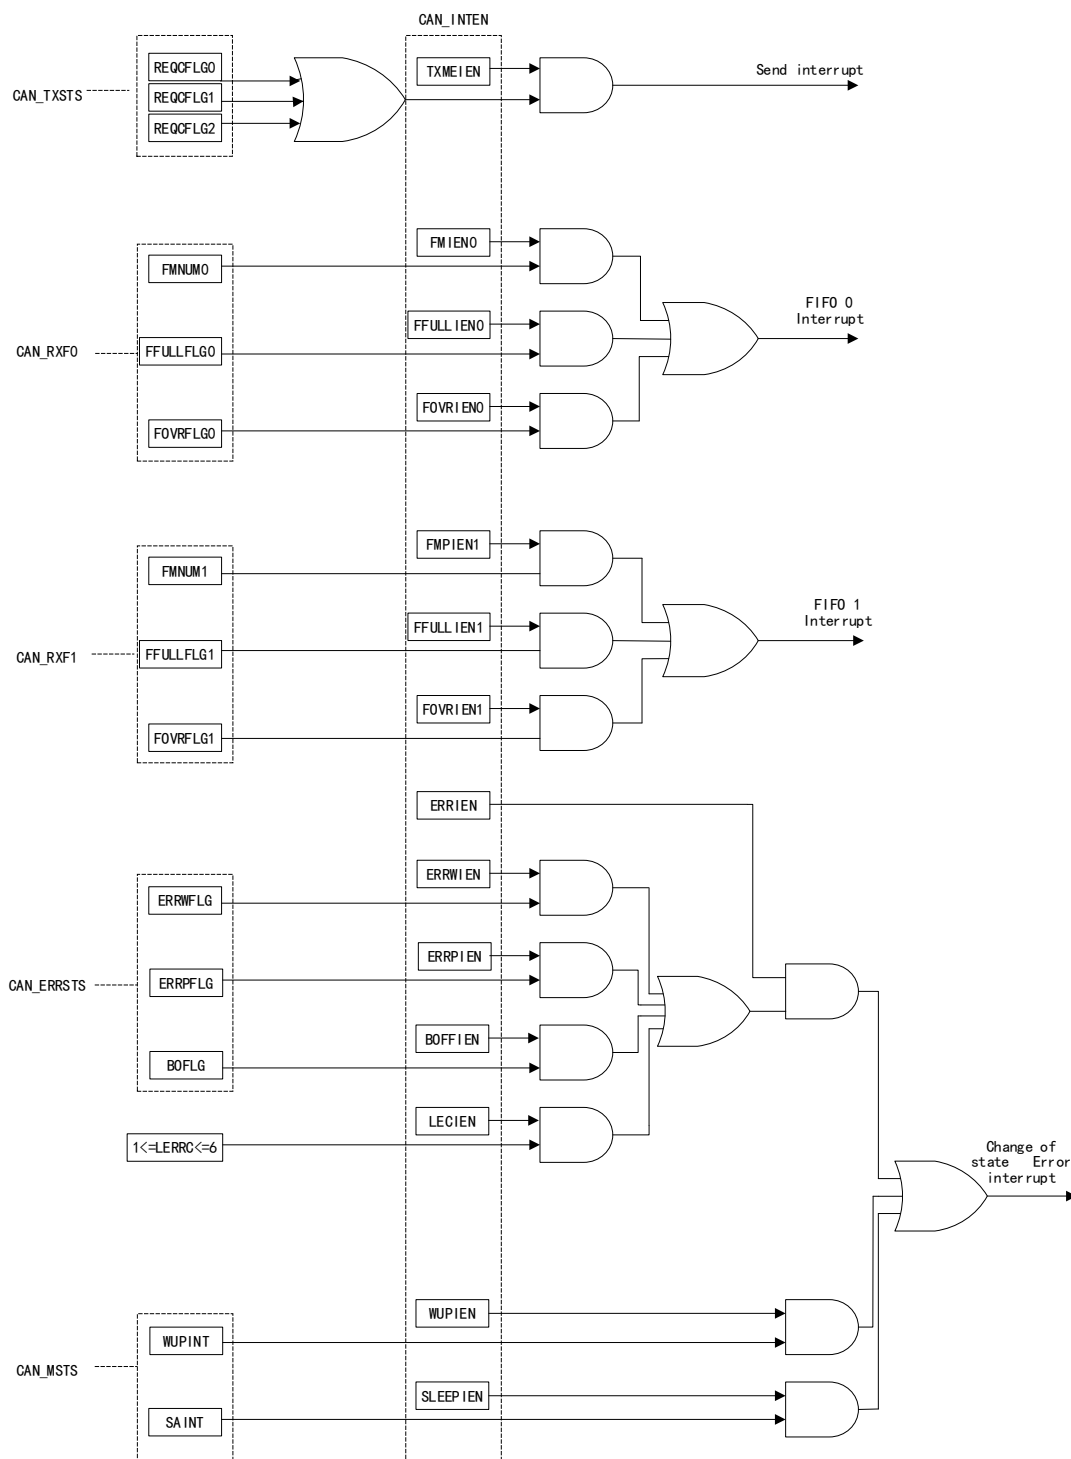 CAN_INTEN
REQCFLG0
TXMEIEN
Send interrupt
CAN_TXSTS
REQCFLG1
REQCFLG2
FMIEN0
FMNUM0
FIFO 0
Interrupt
FFULLIEN0
CAN_RXF0
FFULLFLG0
FOVRIEN0
FOVRFLG0
FMPIEN1
FMNUM1
FIFO 1
Interrupt
FFULLIEN1
CAN_RXF1
FFULLFLG1
FOVRIEN1
FOVRFLG1
ERRIEN
ERRWIEN
ERRWFLG
ERRPIEN
CAN_ERRSTS
ERRPFLG
BOFFIEN
BOFLG
LECIEN
1<=LERRC<=6
Change of
state Error
interrupt
WUPIEN
WUPINT
CAN_MSTS
SLEEPIEN
SAINT